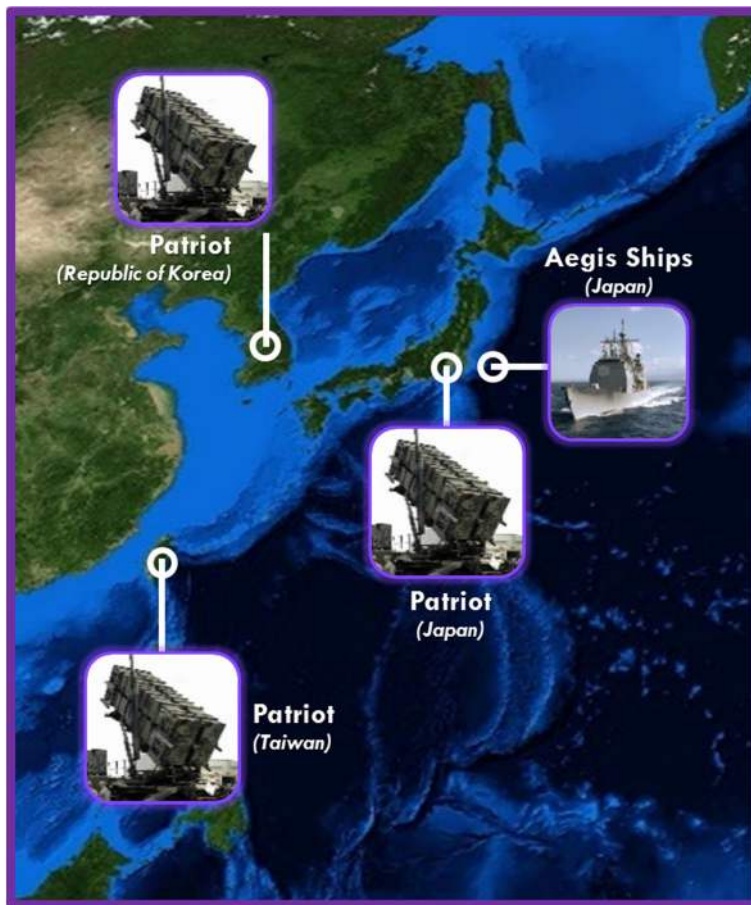 Patriot
(Republic of Korea)
Aegis Ships
(Japan)
Patriot
(Japan)
Patriot
(Taiwan)